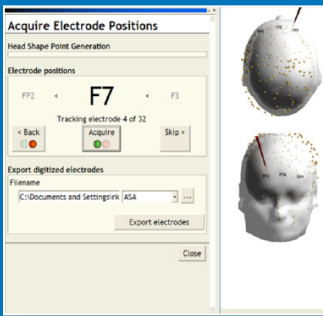 Acquire Electrode Positions
Head Shape Point Generation
Electrode positions
FP2 < F7 < F3
Tracking electrode 4 of 32
< Back Acquire Skip >
Export digitized electrodes
Filename
C:\Documents and Settings\rk ASA ...
Export electrodes
Close